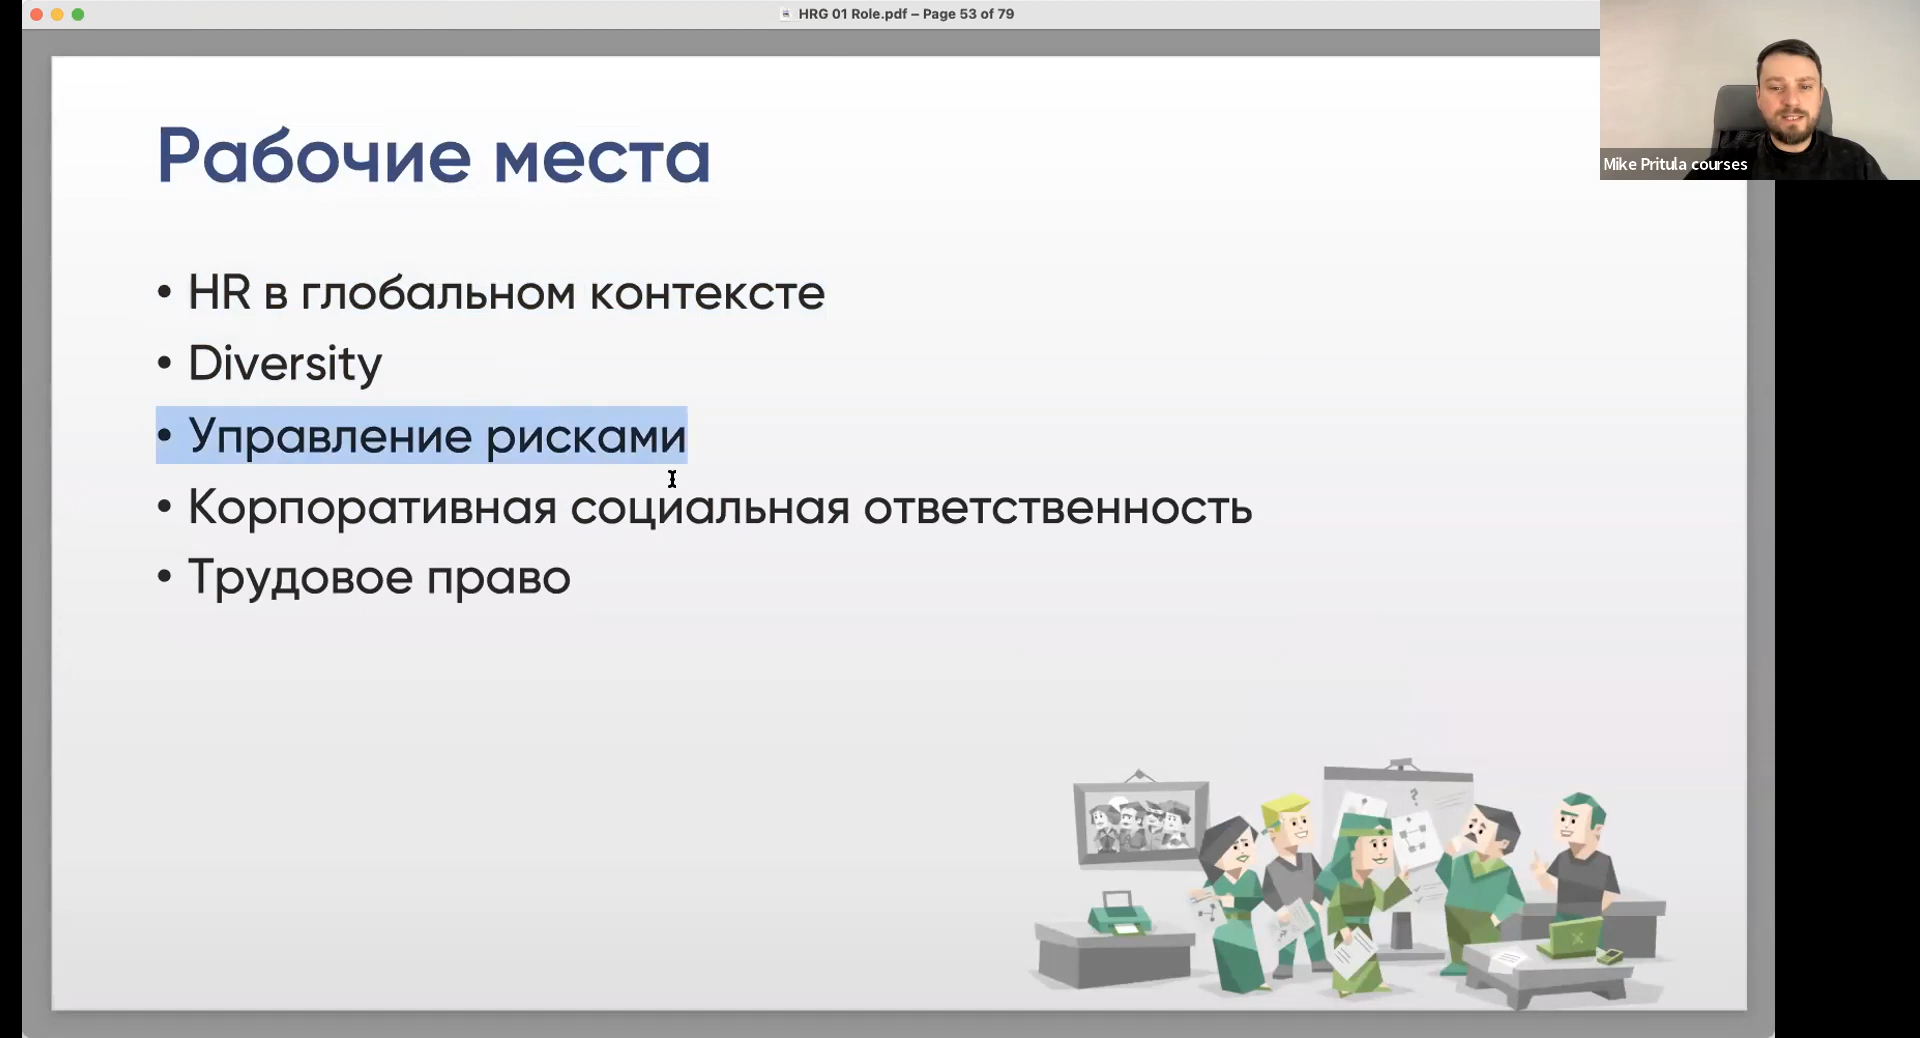 HRG 01 Role.pdf – Page 53 of 79
Mike Pritula courses
Рабочие места
• HR в глобальном контексте
• Diversity
• Управление рисками
• Корпоративная социальная ответственность
• Трудовое право
?